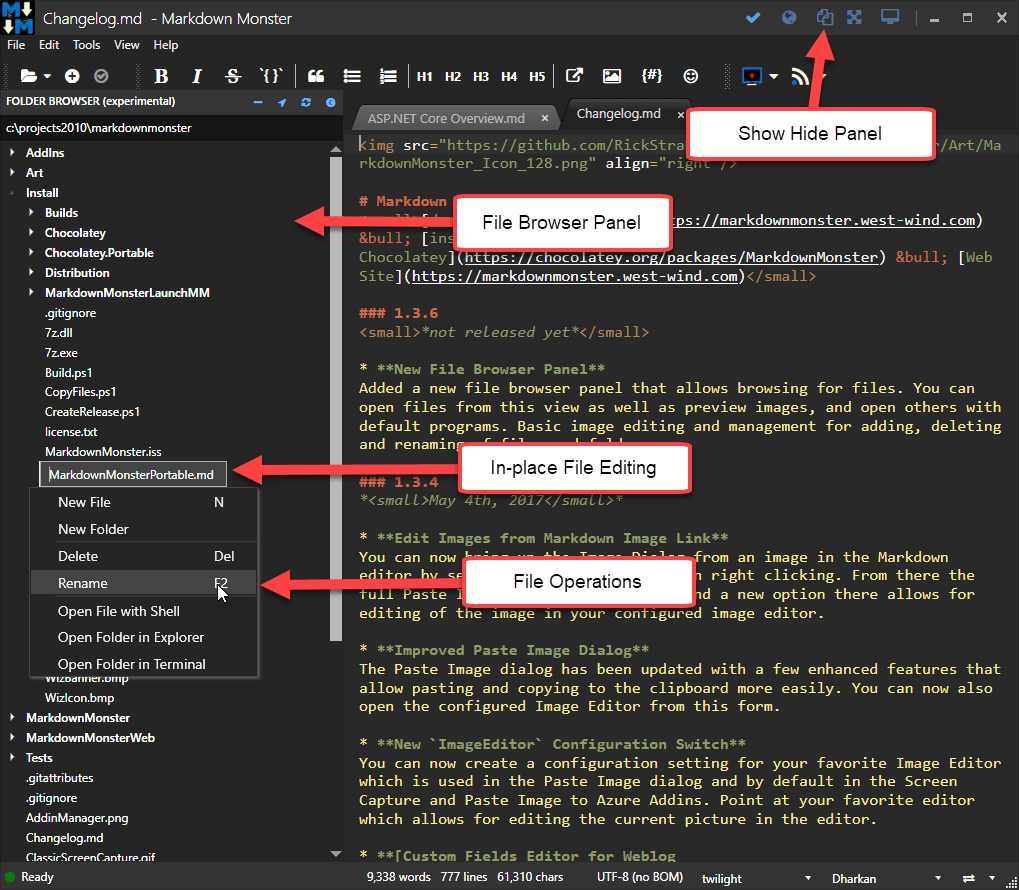 Changelog.md - Markdown Monster
File Edit Tools View Help
B I S `{}` H1 H2 H3 H4 H5 {#}
FOLDER BROWSER (experimental)
c:\projects2010\markdownmonster
AddIns
Art
Install
Builds
Chocolatey
Chocolatey.Portable
Distribution
MarkdownMonsterLaunchMM
.gitignore
7z.dll
7z.exe
Build.ps1
CopyFiles.ps1
CreateRelease.ps1
license.txt
MarkdownMonster.iss
MarkdownMonsterPortable.md
New File N
New Folder
Delete Del
Rename F2
Open File with Shell
Open Folder in Explorer
Open Folder in Terminal
WizBanner.bmp
WizIcon.bmp
MarkdownMonster
MarkdownMonsterWeb
Tests
.gitattributes
.gitignore
AddinManager.png
Changelog.md
ClassicScreenCapture.gif
ASP.NET Core Overview.md ×
Changelog.md ×
Show Hide Panel
File Browser Panel
In-place File Editing
File Operations
<img src="https://github.com/RickStra r/Art/Ma
rkdownMonster_Icon_128.png" align="right />
# Markdown
ps://markdownmonster.west-wind.com)
&bull; [ins
Chocolatey](https://chocolatey.org/packages/MarkdownMonster) &bull; [Web
Site](https://markdownmonster.west-wind.com)</small>
### 1.3.6
<small>*not released yet*</small>
* **New File Browser Panel**
Added a new file browser panel that allows browsing for files. You can
open files from this view as well as preview images, and open others with
default programs. Basic image editing and management for adding, deleting
and renaming
### 1.3.4
*<small>May 4th, 2017</small>*
* **Edit Images from Markdown Image Link**
You can now bring up the Image Dialog from an image in the Markdown
editor by se n right clicking. From there the
full Paste nd a new option there allows for
editing of the image in your configured image editor.
* **Improved Paste Image Dialog**
The Paste Image dialog has been updated with a few enhanced features that
allow pasting and copying to the clipboard more easily. You can now also
open the configured Image Editor from this form.
* **New `ImageEditor` Configuration Switch**
You can now create a configuration setting for your favorite Image Editor
which is used in the Paste Image dialog and by default in the Screen
Capture and Paste Image to Azure Addins. Point at your favorite editor
which allows for editing the current picture in the editor.
* **[Custom Fields Editor for Weblog
Ready 9,338 words 777 lines 61,310 chars UTF-8 (no BOM) twilight Dharkan